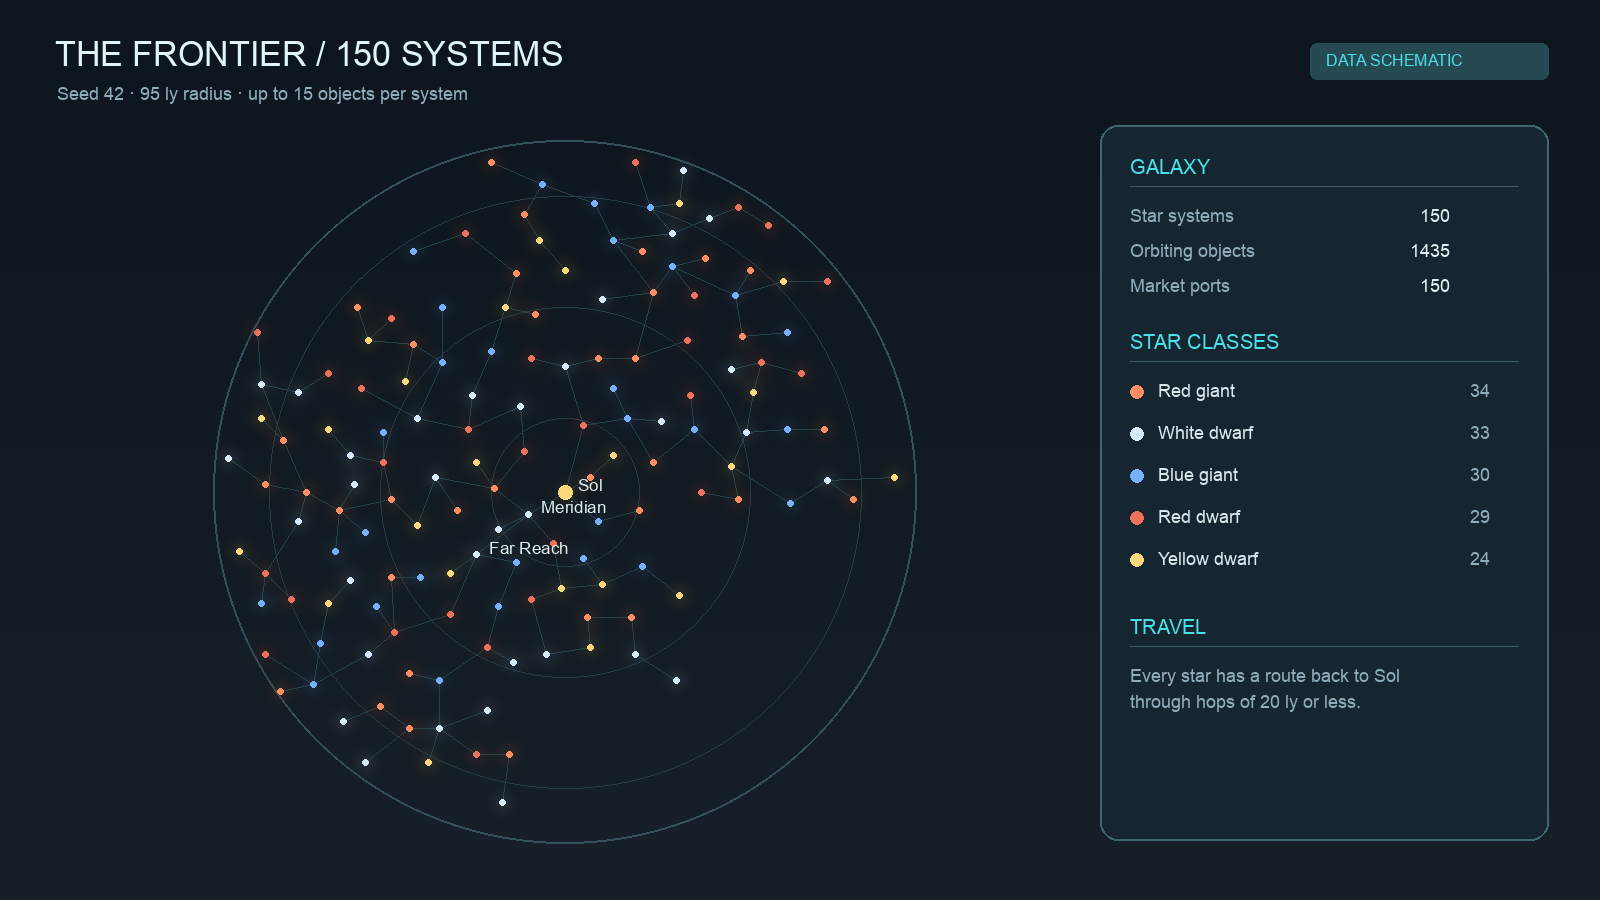 THE FRONTIER / 150 SYSTEMS
Seed 42 · 95 ly radius · up to 15 objects per system
DATA SCHEMATIC
Sol
Meridian
Far Reach
GALAXY
Star systems 150
Orbiting objects 1435
Market ports 150
STAR CLASSES
Red giant 34
White dwarf 33
Blue giant 30
Red dwarf 29
Yellow dwarf 24
TRAVEL
Every star has a route back to Sol
through hops of 20 ly or less.